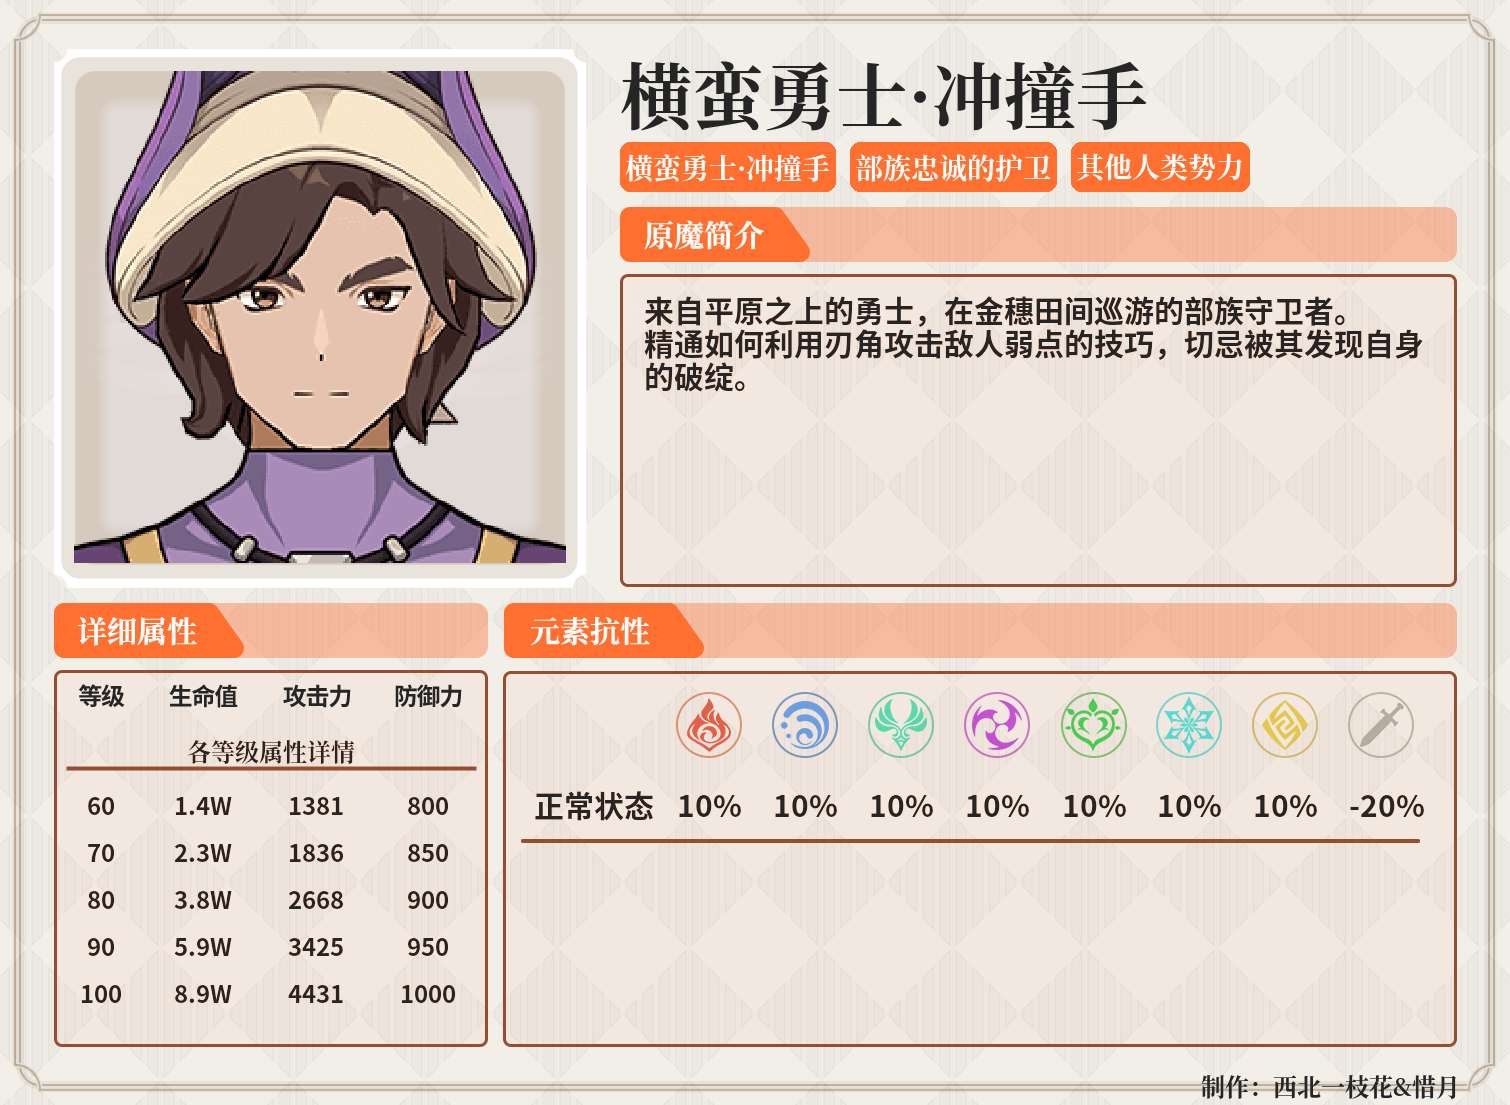 横蛮勇士·冲撞手
横蛮勇士·冲撞手 部族忠诚的护卫 其他人类势力
原魔简介
来自平原之上的勇士，在金穗田间巡游的部族守卫者。
精通如何利用刃角攻击敌人弱点的技巧，切忌被其发现自身
的破绽。
详细属性
等级 生命值 攻击力 防御力
各等级属性详情
60 1.4W 1381 800
70 2.3W 1836 850
80 3.8W 2668 900
90 5.9W 3425 950
100 8.9W 4431 1000
元素抗性
正常状态 10% 10% 10% 10% 10% 10% 10% -20%
制作：西北一枝花&惜月